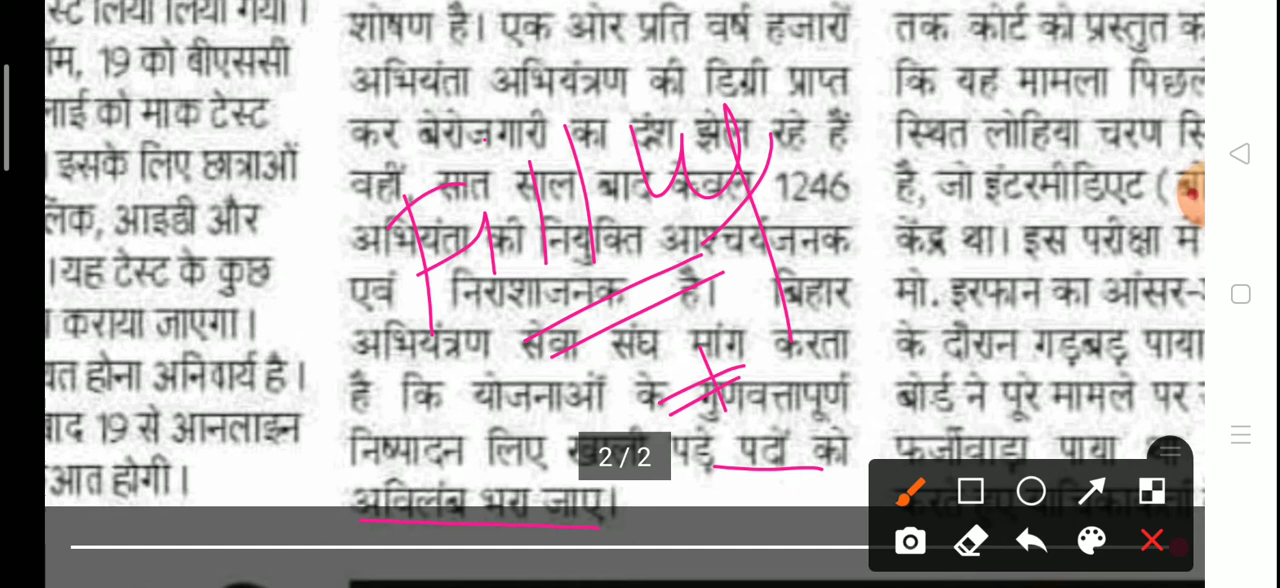 स्ट लिया लिया गया।
ॉम, 19 को बीएससी
लाई को माक टेस्ट
इसके लिए छात्राओं
लिंक, आइडी और
। यह टेस्ट के कुछ
कराया जाएगा।
यत होना अनिवार्य है।
बाद 19 से आनलाइन
आत होगी।
शोषण है। एक ओर प्रति वर्ष हजारों
अभियंता अभियंत्रण की डिग्री प्राप्त
कर बेरोजगारी का दंश झेल रहे हैं
वहीं सात साल बाद केवल 1246
अभियंता की नियुक्ति आश्चर्यजनक
एवं निराशाजनक है। बिहार
अभियंत्रण सेवा संघ मांग करता
है कि योजनाओं के गुणवत्तापूर्ण
निष्पादन लिए खाली पड़े पदों को
अविलंब भरा जाए।
तक कोर्ट को प्रस्तुत क
कि यह मामला पिछले
स्थित लोहिया चरण सि
है, जो इंटरमीडिएट (
केंद्र था। इस परीक्षा म
मो. इरफान का आंसर-
के दौरान गड़बड़ पाया
बोर्ड ने पूरे मामले पर
फर्जीवाड़ा पाया
करते हुए
2/2